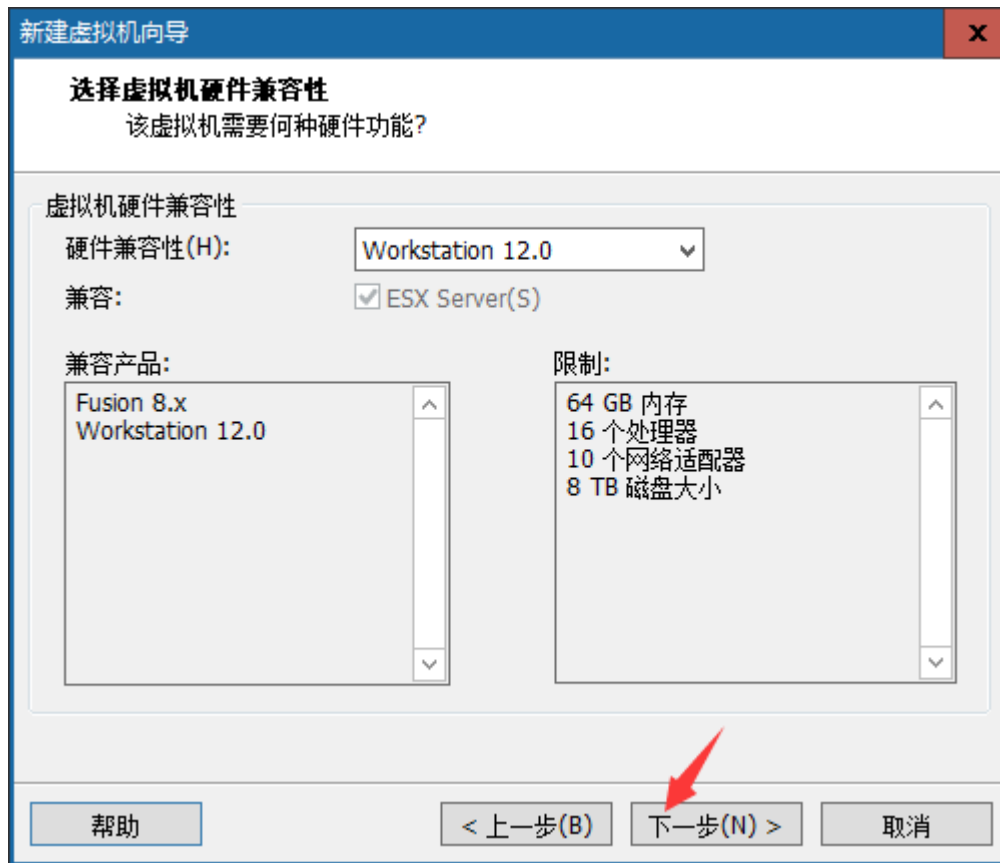 新建虚拟机向导
x
选择虚拟机硬件兼容性
该虚拟机需要何种硬件功能?
虚拟机硬件兼容性
硬件兼容性(H): Workstation 12.0
兼容: ESX Server(S)
兼容产品: 限制:
Fusion 8.x
Workstation 12.0
64 GB 内存
16 个处理器
10 个网络适配器
8 TB 磁盘大小
帮助 < 上一步(B) 下一步(N) > 取消